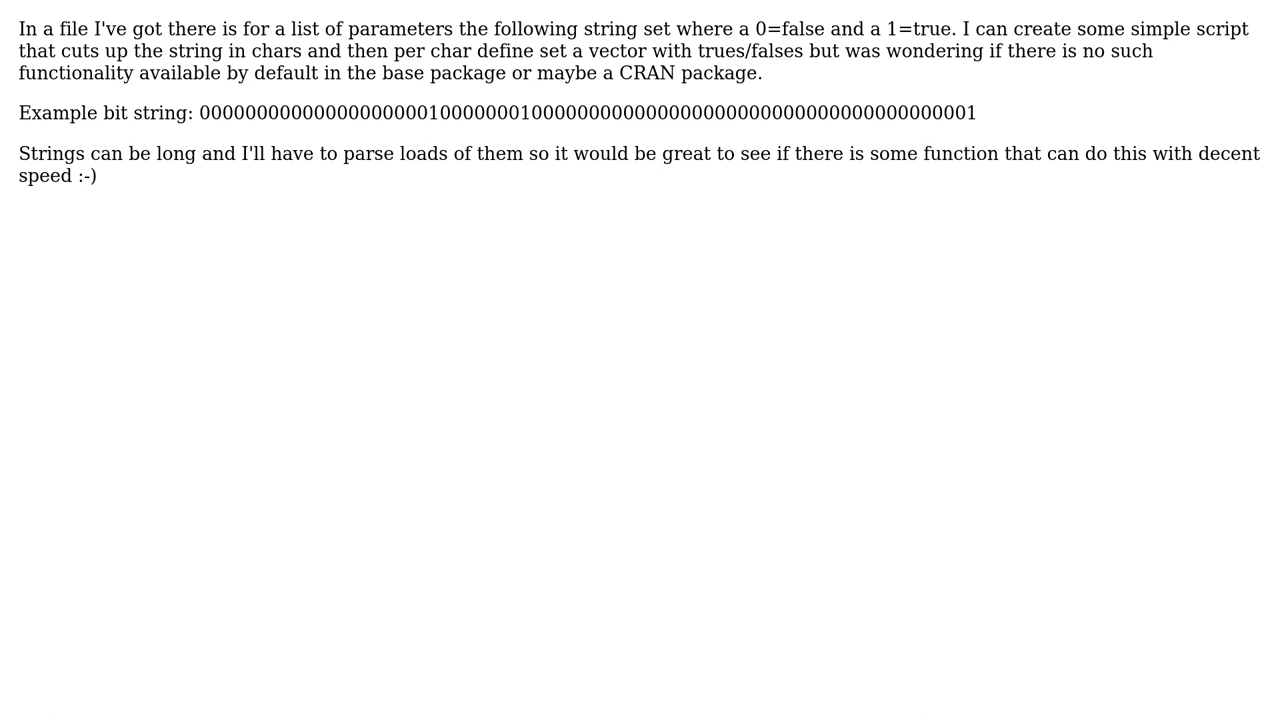 In a file I've got there is for a list of parameters the following string set where a 0=false and a 1=true. I can create some simple script
that cuts up the string in chars and then per char define set a vector with trues/falses but was wondering if there is no such
functionality available by default in the base package or maybe a CRAN package.
Example bit string: 00000000000000000000100000001000000000000000000000000000000000000001
Strings can be long and I'll have to parse loads of them so it would be great to see if there is some function that can do this with decent
speed :-)